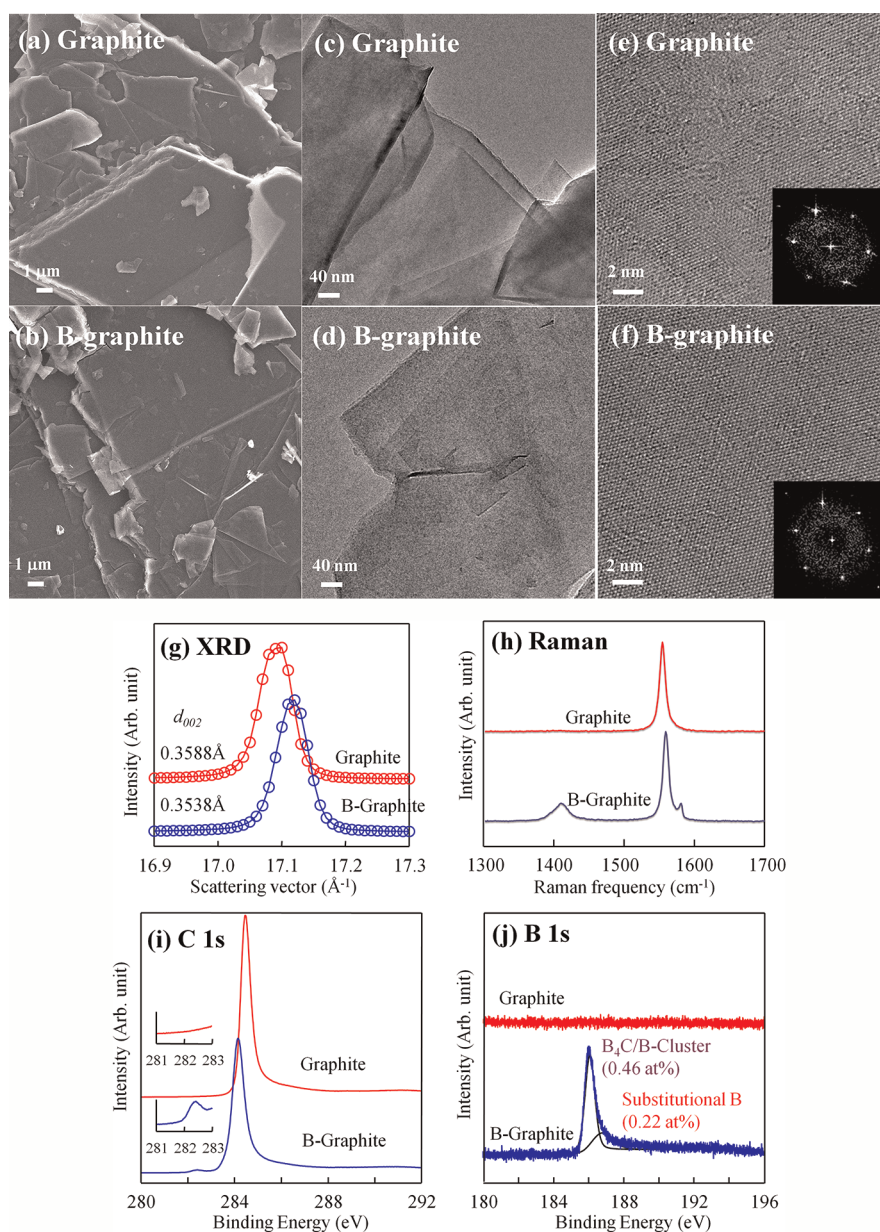 (a) Graphite
1 μm
(c) Graphite
40 nm
(e) Graphite
2 nm
(b) B-graphite
1 μm
(d) B-graphite
40 nm
(f) B-graphite
2 nm
(g) XRD
Intensity (Arb. unit)
d002
0.3588Å
Graphite
0.3538Å
B-Graphite
16.9 17.0 17.1 17.2 17.3
Scattering vector (Å-1)
(h) Raman
Intensity (Arb. unit)
Graphite
B-Graphite
1300 1400 1500 1600 1700
Raman frequency (cm-1)
(i) C 1s
Intensity (Arb. unit)
281 282 283
Graphite
281 282 283
B-Graphite
280 284 288 292
Binding Energy (eV)
(j) B 1s
Intensity (Arb. unit)
Graphite
B4C/B-Cluster
(0.46 at%)
Substitutional B
(0.22 at%)
B-Graphite
180 184 188 192 196
Binding Energy (eV)